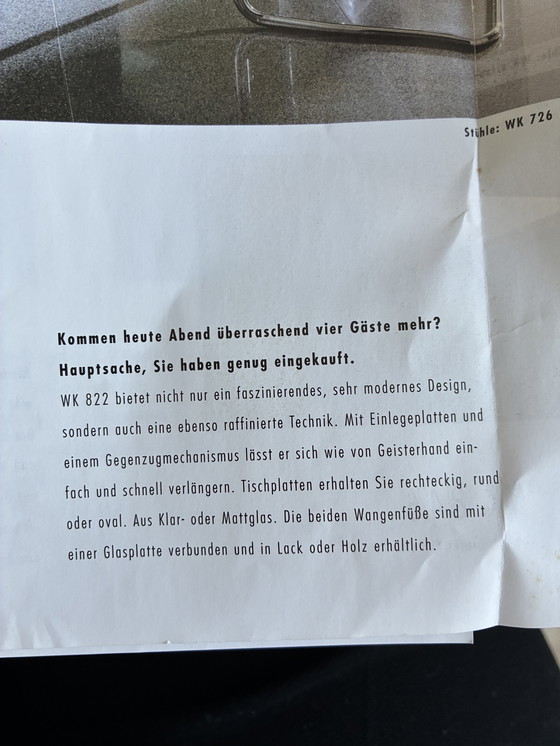 Stühle: WK 726
Kommen heute Abend überraschend vier Gäste mehr?
Hauptsache, Sie haben genug eingekauft.
WK 822 bietet nicht nur ein faszinierendes, sehr modernes Design,
sondern auch eine ebenso raffinierte Technik. Mit Einlegeplatten und
einem Gegenzugmechanismus lässt er sich wie von Geisterhand ein-
fach und schnell verlängern. Tischplatten erhalten Sie rechteckig, rund
oder oval. Aus Klar- oder Mattglas. Die beiden Wangenfüße sind mit
einer Glasplatte verbunden und in Lack oder Holz erhältlich.